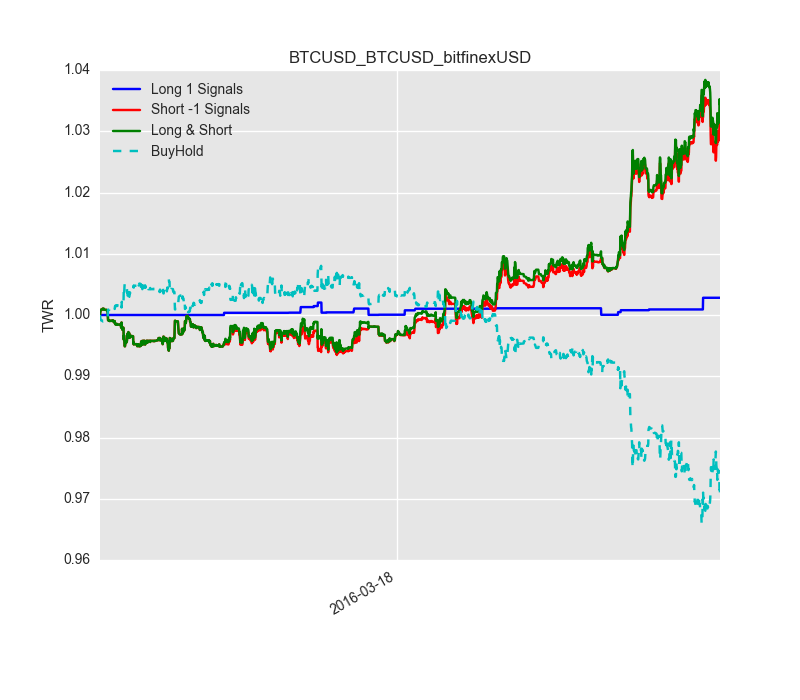 BTCUSD_BTCUSD_bitfinexUSD
1.04
Long 1 Signals
Short -1 Signals
Long & Short
BuyHold
1.03
1.02
1.01
1.00
TWR
0.99
0.98
0.97
0.96
2016-03-18